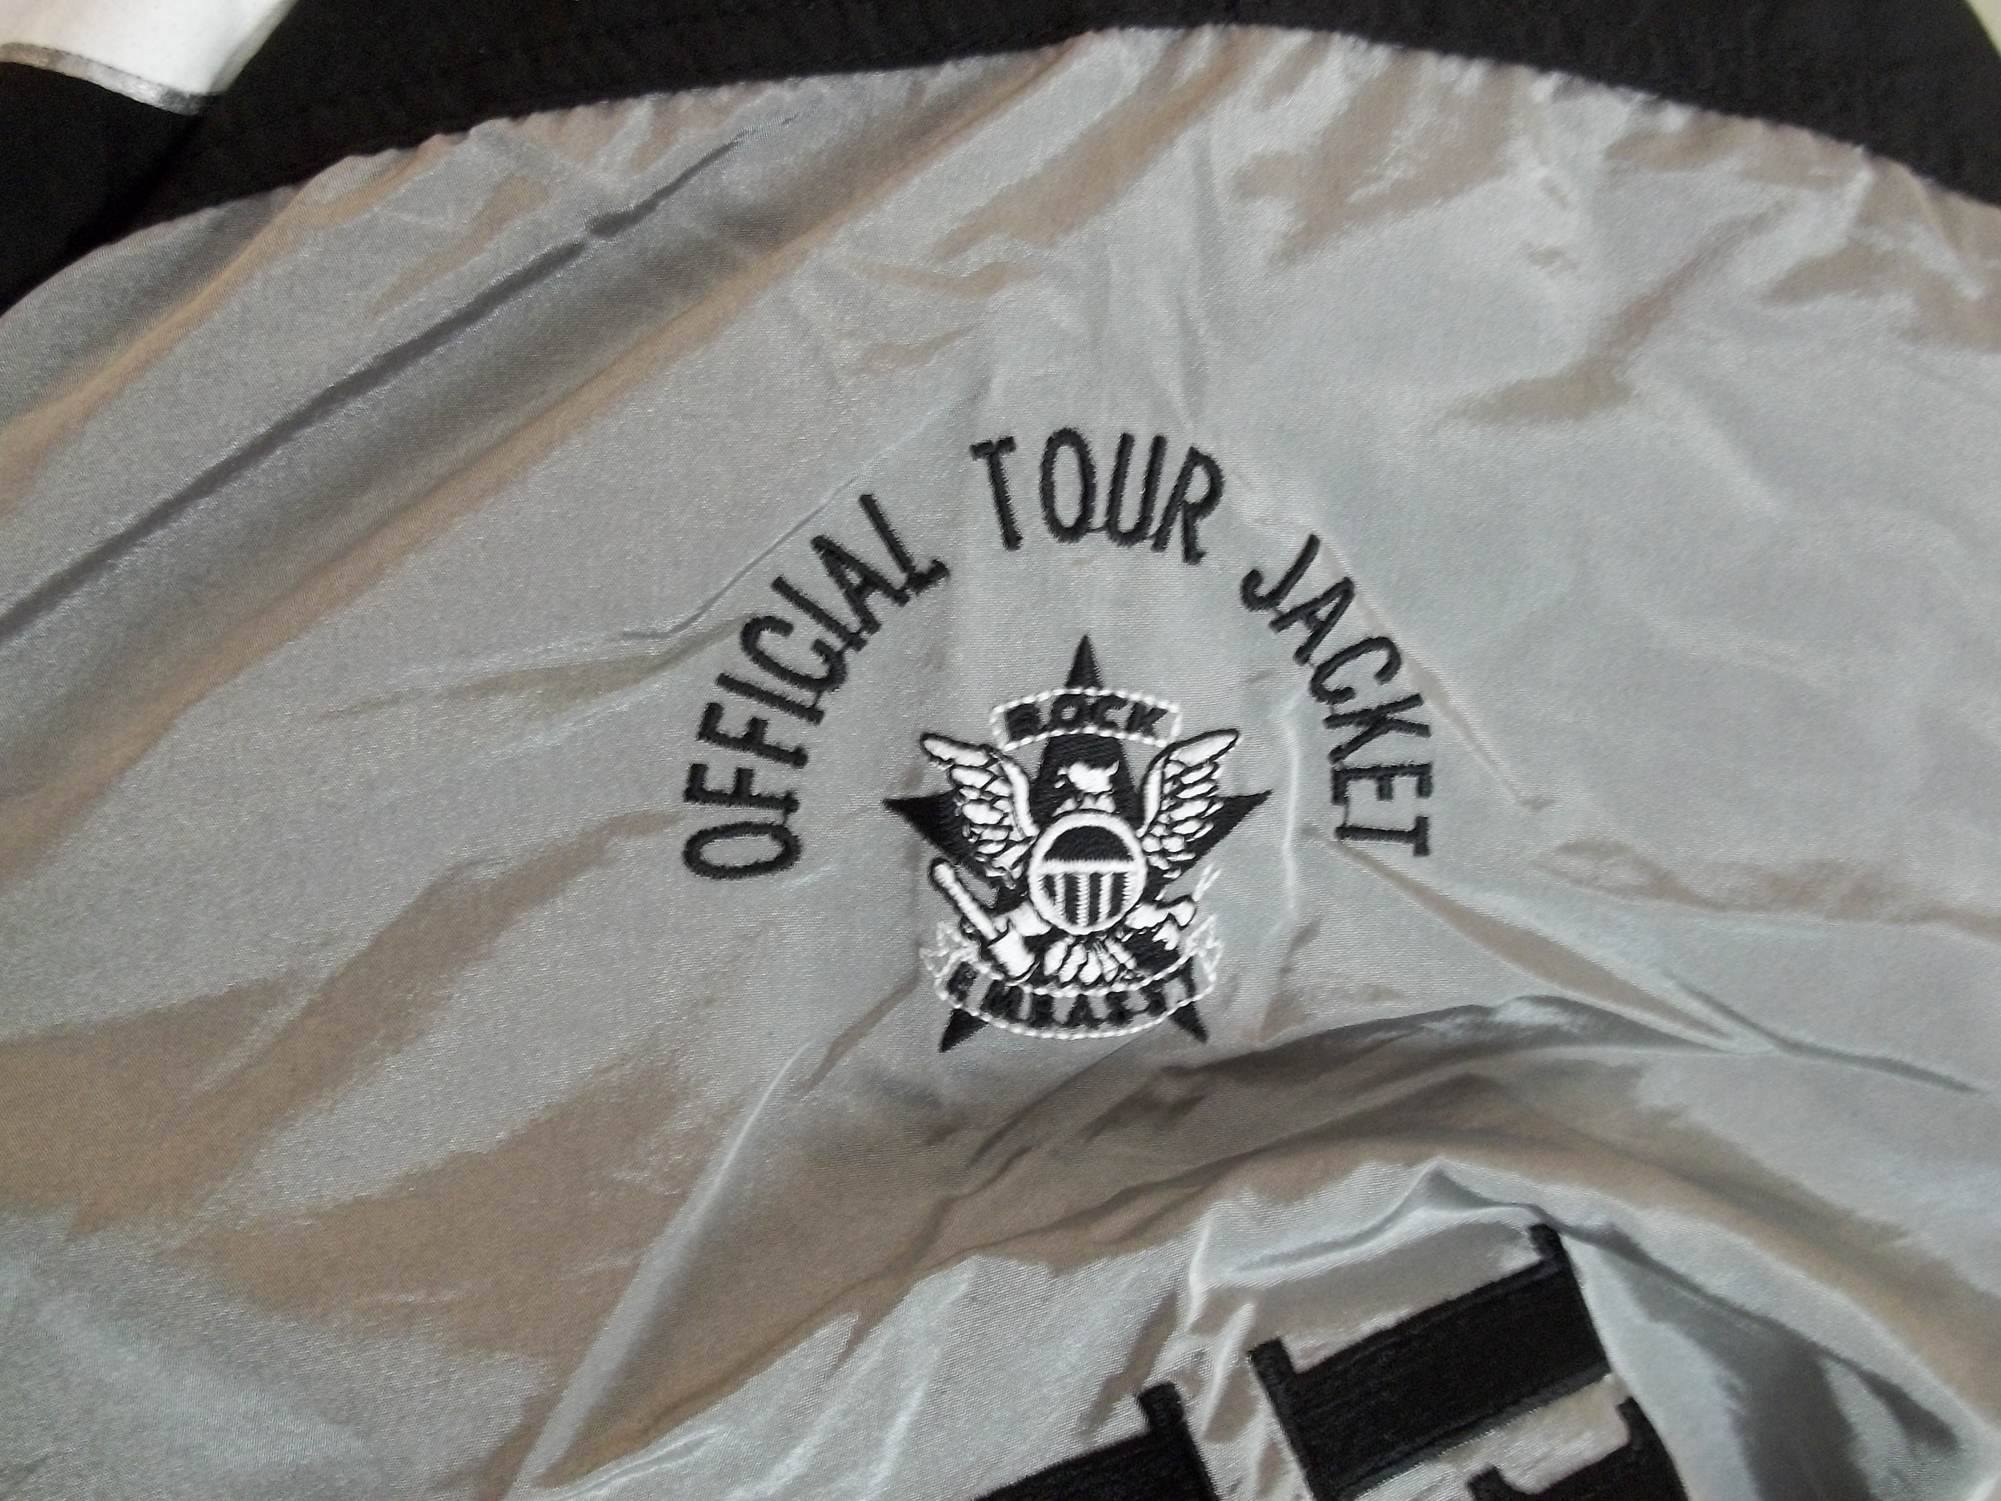 OFFICIAL TOUR JACKET
ROCK
EMBASSY